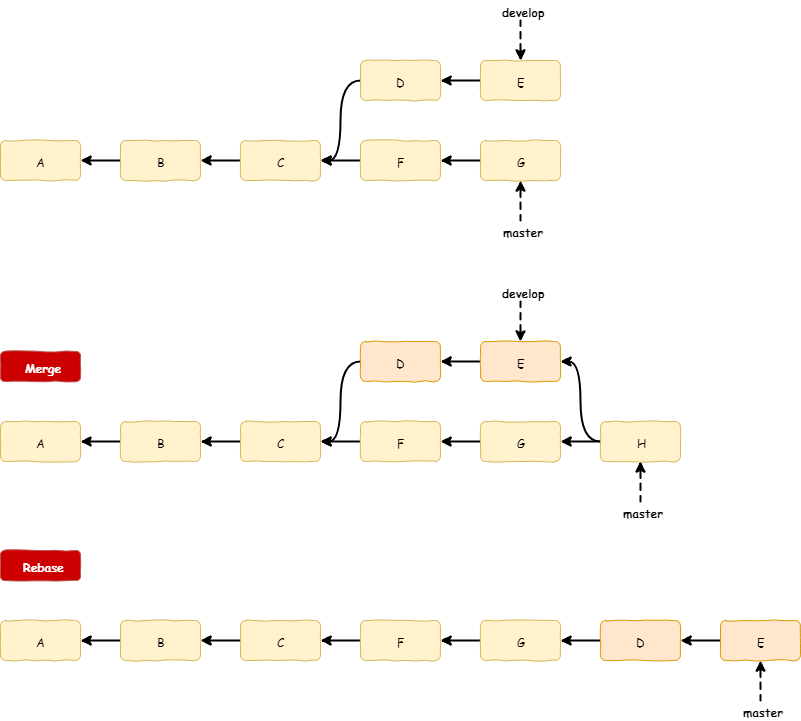 develop
D E
A B C F G
master
develop
Merge
D E
A B C F G H
master
Rebase
A B C F G D E
master